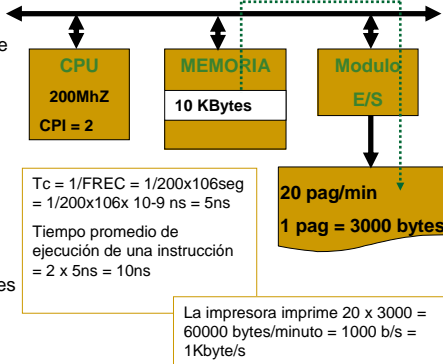 e
CPU
200MhZ
CPI = 2
MEMORIA
10 KBytes
Modulo
E/S
Tc = 1/FREC = 1/200x106seg
= 1/200x106x 10-9 ns = 5ns
Tiempo promedio de
ejecución de una instrucción
= 2 x 5ns = 10ns
20 pag/min
1 pag = 3000 bytes
es
La impresora imprime 20 x 3000 =
60000 bytes/minuto = 1000 b/s =
1Kbyte/s